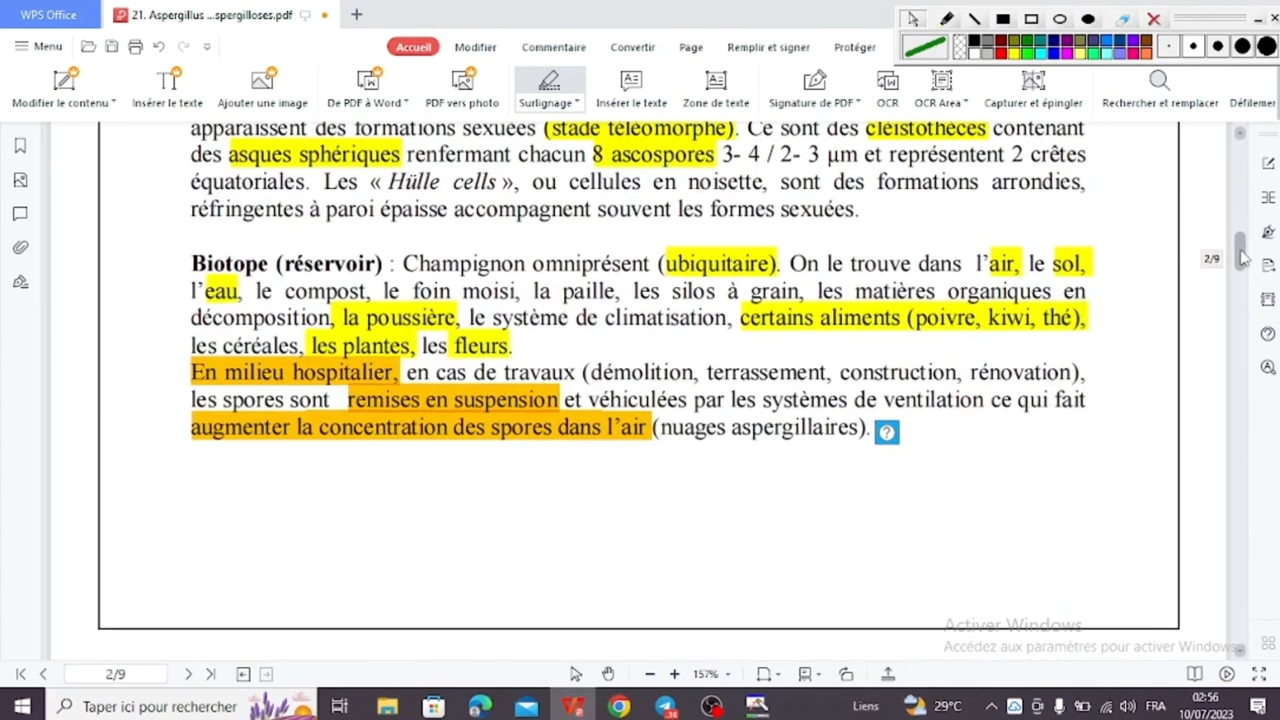 WPS Office
21. Aspergillus ...spergilloses.pdf
Menu
Accueil
Modifier
Commentaire
Convertir
Page
Remplir et signer
Protéger
Modifier le contenu
Insérer le texte
Ajouter une image
De PDF à Word
PDF vers photo
Surlignage
Insérer le texte
Zone de texte
Signature de PDF
OCR
OCR Area
Capturer et épingler
Rechercher et remplacer
Défilemen
apparaissent des formations sexuées (stade téléomorphe). Ce sont des cléistothèces contenant
des asques sphériques renfermant chacun 8 ascospores 3- 4 / 2- 3 µm et représentent 2 crêtes
équatoriales. Les « Hülle cells », ou cellules en noisette, sont des formations arrondies,
réfringentes à paroi épaisse accompagnent souvent les formes sexuées.
Biotope (réservoir) : Champignon omniprésent (ubiquitaire). On le trouve dans l’air, le sol,
l’eau, le compost, le foin moisi, la paille, les silos à grain, les matières organiques en
décomposition, la poussière, le système de climatisation, certains aliments (poivre, kiwi, thé),
les céréales, les plantes, les fleurs.
En milieu hospitalier, en cas de travaux (démolition, terrassement, construction, rénovation),
les spores sont remises en suspension et véhiculées par les systèmes de ventilation ce qui fait
augmenter la concentration des spores dans l’air (nuages aspergillaires).
2/9
Activer Windows
Accédez aux paramètres pour activer Windows
2/9
157%
Taper ici pour rechercher
Liens
29°C
FRA
02:56
10/07/2023